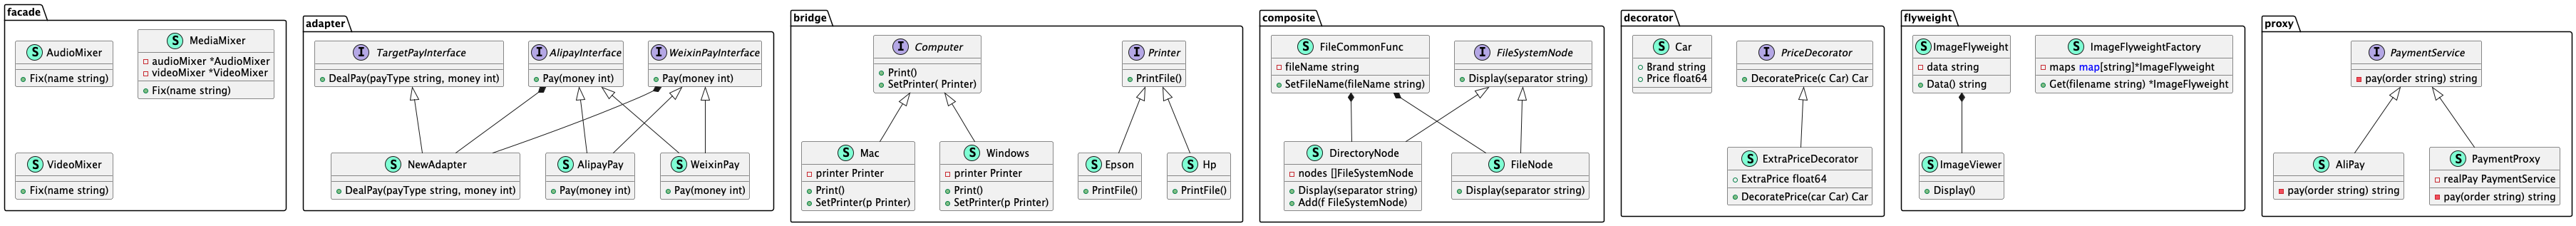 facade
S AudioMixer
Fix(name string)
S MediaMixer
audioMixer *AudioMixer
videoMixer *VideoMixer
Fix(name string)
S VideoMixer
Fix(name string)
adapter
I TargetPayInterface
DealPay(payType string, money int)
I AlipayInterface
Pay(money int)
I WeixinPayInterface
Pay(money int)
S NewAdapter
DealPay(payType string, money int)
S AlipayPay
Pay(money int)
S WeixinPay
Pay(money int)
bridge
I Computer
Print()
SetPrinter( Printer)
I Printer
PrintFile()
S Mac
printer Printer
Print()
SetPrinter(p Printer)
S Windows
printer Printer
Print()
SetPrinter(p Printer)
S Epson
PrintFile()
S Hp
PrintFile()
composite
S FileCommonFunc
fileName string
SetFileName(fileName string)
I FileSystemNode
Display(separator string)
S DirectoryNode
nodes []FileSystemNode
Display(separator string)
Add(f FileSystemNode)
S FileNode
Display(separator string)
decorator
S Car
Brand string
Price float64
I PriceDecorator
DecoratePrice(c Car) Car
S ExtraPriceDecorator
ExtraPrice float64
DecoratePrice(car Car) Car
flyweight
S ImageFlyweight
data string
Data() string
S ImageFlyweightFactory
maps map[string]*ImageFlyweight
Get(filename string) *ImageFlyweight
S ImageViewer
Display()
proxy
I PaymentService
pay(order string) string
S AliPay
pay(order string) string
S PaymentProxy
realPay PaymentService
pay(order string) string